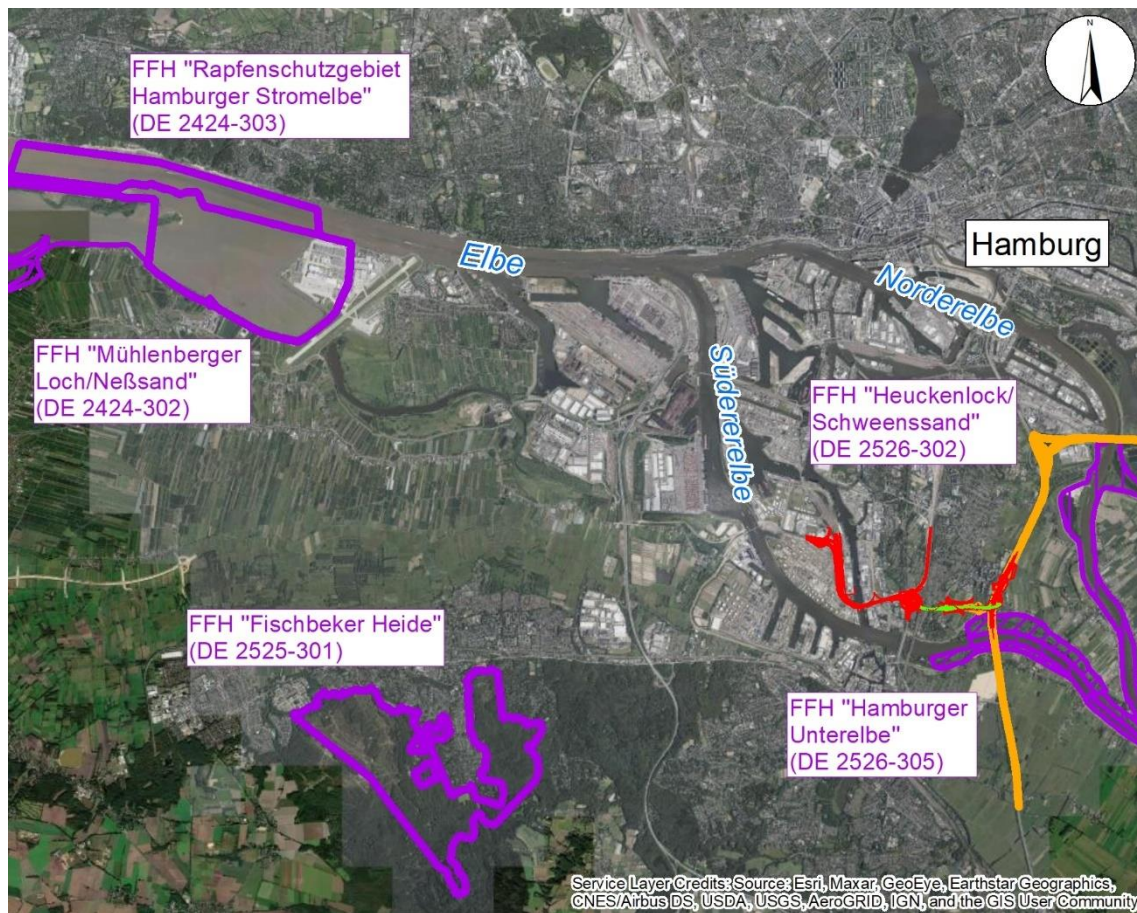 N
FFH "Rapfenschutzgebiet
Hamburger Stromelbe"
(DE 2424-303)
Hamburg
Elbe
Norderelbe
FFH "Mühlenberger
Loch/Neßsand"
(DE 2424-302)
Süderelbe
FFH "Heuckenlock/
Schweenssand"
(DE 2526-302)
FFH "Fischbeker Heide"
(DE 2525-301)
FFH "Hamburger
Unterelbe"
(DE 2526-305)
Service Layer Credits: Source: Esri, Maxar, GeoEye, Earthstar Geographics,
CNES/Airbus DS, USDA, USGS, AeroGRID, IGN, and the GIS User Community